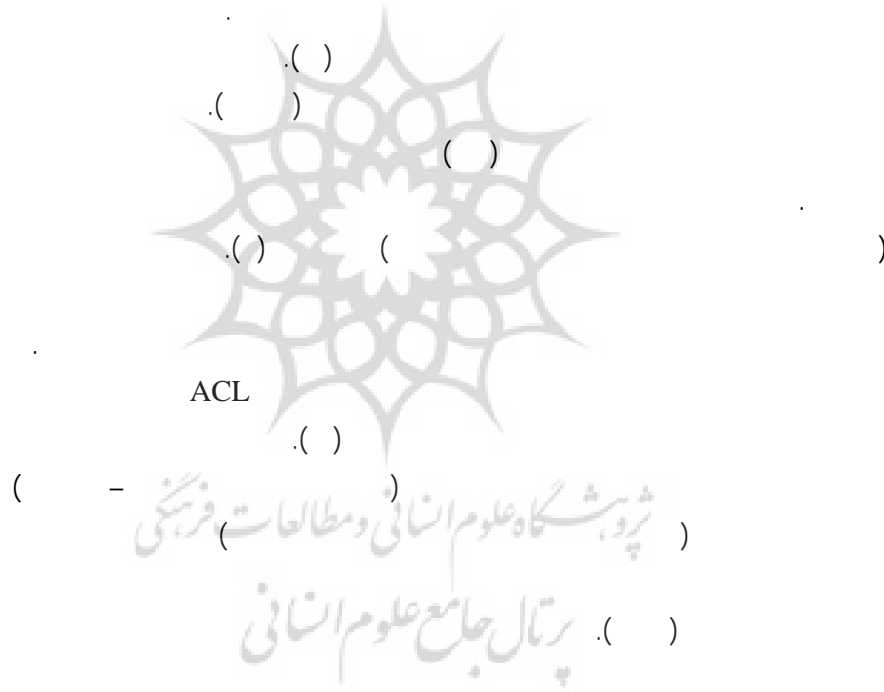 .
.(  )
.(      )
(   )
.
) ( .( )
.
ACL
.(  )
) – (
پژوهشگاه علوم انسانی و مطالعات فرهنگی
) (
پرتال جامع علوم انسانی
.(      )